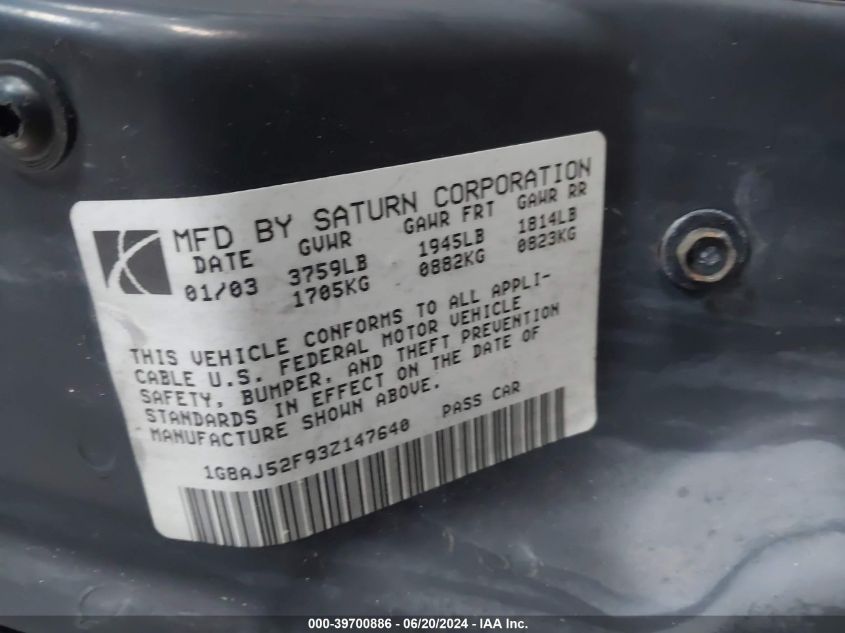 MFD BY SATURN CORPORATION
DATE GVWR GAWR FRT GAWR RR
01/03 3759LB 1945LB 1814LB
1705KG 0882KG 0823KG
THIS VEHICLE CONFORMS TO ALL APPLI-
CABLE U.S. FEDERAL MOTOR VEHICLE
SAFETY, BUMPER, AND THEFT PREVENTION
STANDARDS IN EFFECT ON THE DATE OF
MANUFACTURE SHOWN ABOVE.
1G8AJ52F93Z147640 PASS CAR
000-39700886 - 06/20/2024 - IAA Inc.